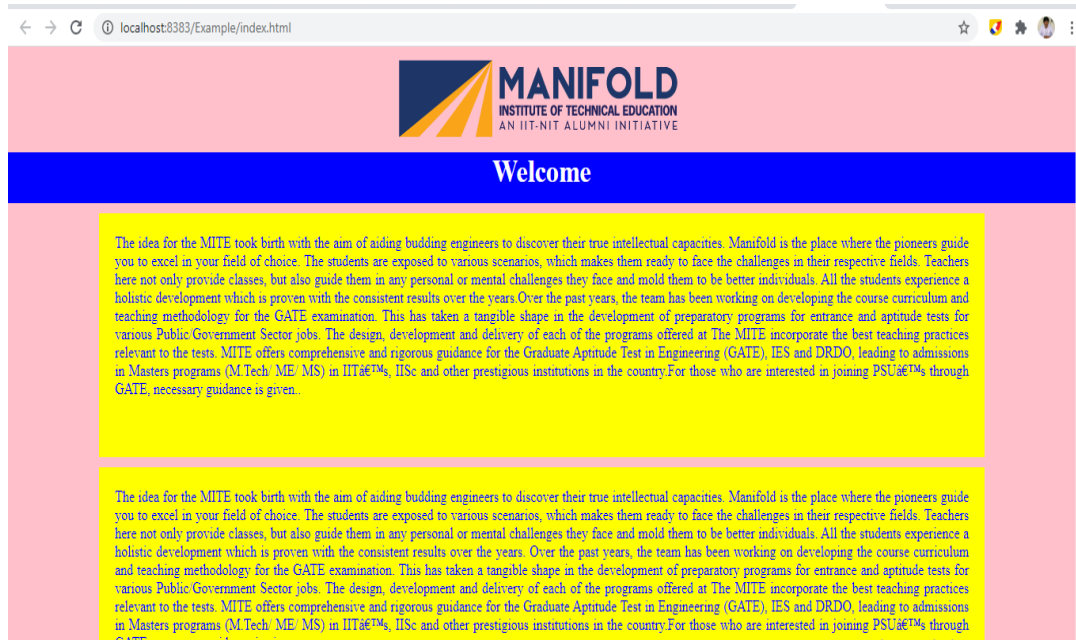 localhost:8383/Example/index.html
MANIFOLD
INSTITUTE OF TECHNICAL EDUCATION
AN IIT-NIT ALUMNI INITIATIVE
Welcome
The idea for the MITE took birth with the aim of aiding budding engineers to discover their true intellectual capacities. Manifold is the place where the pioneers guide
you to excel in your field of choice. The students are exposed to various scenarios, which makes them ready to face the challenges in their respective fields. Teachers
here not only provide classes, but also guide them in any personal or mental challenges they face and mold them to be better individuals. All the students experience a
holistic development which is proven with the consistent results over the years.Over the past years, the team has been working on developing the course curriculum and
teaching methodology for the GATE examination. This has taken a tangible shape in the development of preparatory programs for entrance and aptitude tests for
various Public/Government Sector jobs. The design, development and delivery of each of the programs offered at The MITE incorporate the best teaching practices
relevant to the tests. MITE offers comprehensive and rigorous guidance for the Graduate Aptitude Test in Engineering (GATE), IES and DRDO, leading to admissions
in Masters programs (M.Tech/ ME/ MS) in IITâ€™s, IISc and other prestigious institutions in the country.For those who are interested in joining PSUâ€™s through
GATE, necessary guidance is given..
The idea for the MITE took birth with the aim of aiding budding engineers to discover their true intellectual capacities. Manifold is the place where the pioneers guide
you to excel in your field of choice. The students are exposed to various scenarios, which makes them ready to face the challenges in their respective fields. Teachers
here not only provide classes, but also guide them in any personal or mental challenges they face and mold them to be better individuals. All the students experience a
holistic development which is proven with the consistent results over the years. Over the past years, the team has been working on developing the course curriculum
and teaching methodology for the GATE examination. This has taken a tangible shape in the development of preparatory programs for entrance and aptitude tests for
various Public/Government Sector jobs. The design, development and delivery of each of the programs offered at The MITE incorporate the best teaching practices
relevant to the tests. MITE offers comprehensive and rigorous guidance for the Graduate Aptitude Test in Engineering (GATE), IES and DRDO, leading to admissions
in Masters programs (M.Tech/ ME/ MS) in IITâ€™s, IISc and other prestigious institutions in the country.For those who are interested in joining PSUâ€™s through